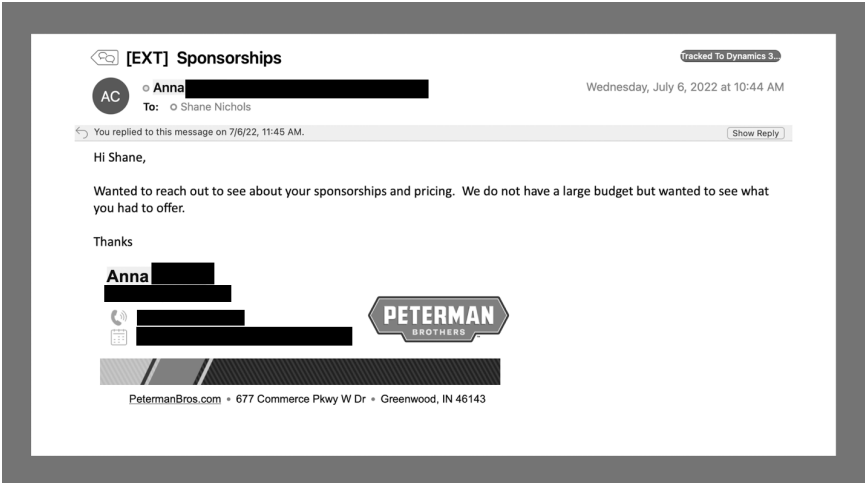 [EXT] Sponsorships
Tracked To Dynamics 3...
AC
Anna
Wednesday, July 6, 2022 at 10:44 AM
To: Shane Nichols
You replied to this message on 7/6/22, 11:45 AM.
Show Reply
Hi Shane,
Wanted to reach out to see about your sponsorships and pricing. We do not have a large budget but wanted to see what
you had to offer.
Thanks
Anna
PETERMAN
BROTHERS
PetermanBros.com • 677 Commerce Pkwy W Dr • Greenwood, IN 46143